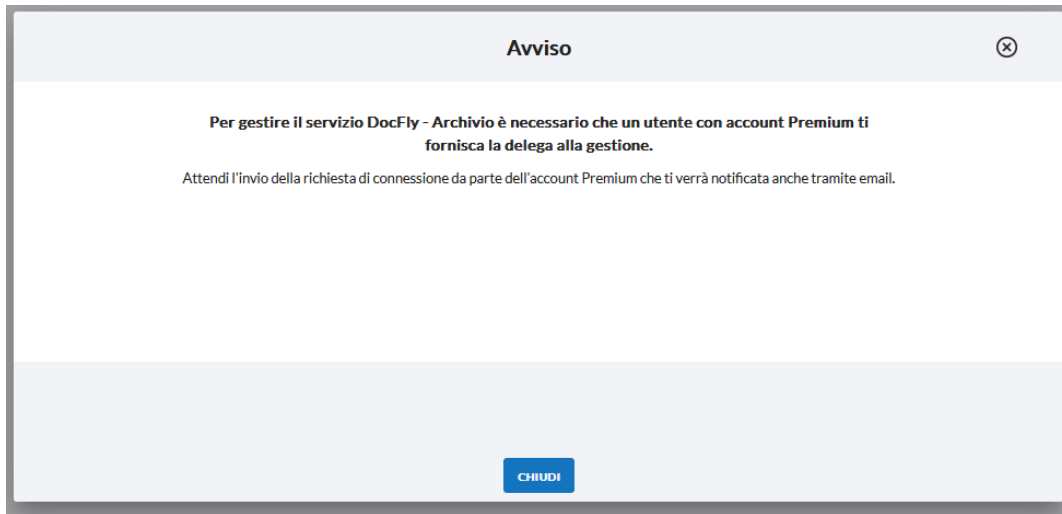 Avviso
Per gestire il servizio DocFly - Archivio è necessario che un utente con account Premium ti
fornisca la delega alla gestione.
Attendi l'invio della richiesta di connessione da parte dell'account Premium che ti verrà notificata anche tramite email.
CHIUDI